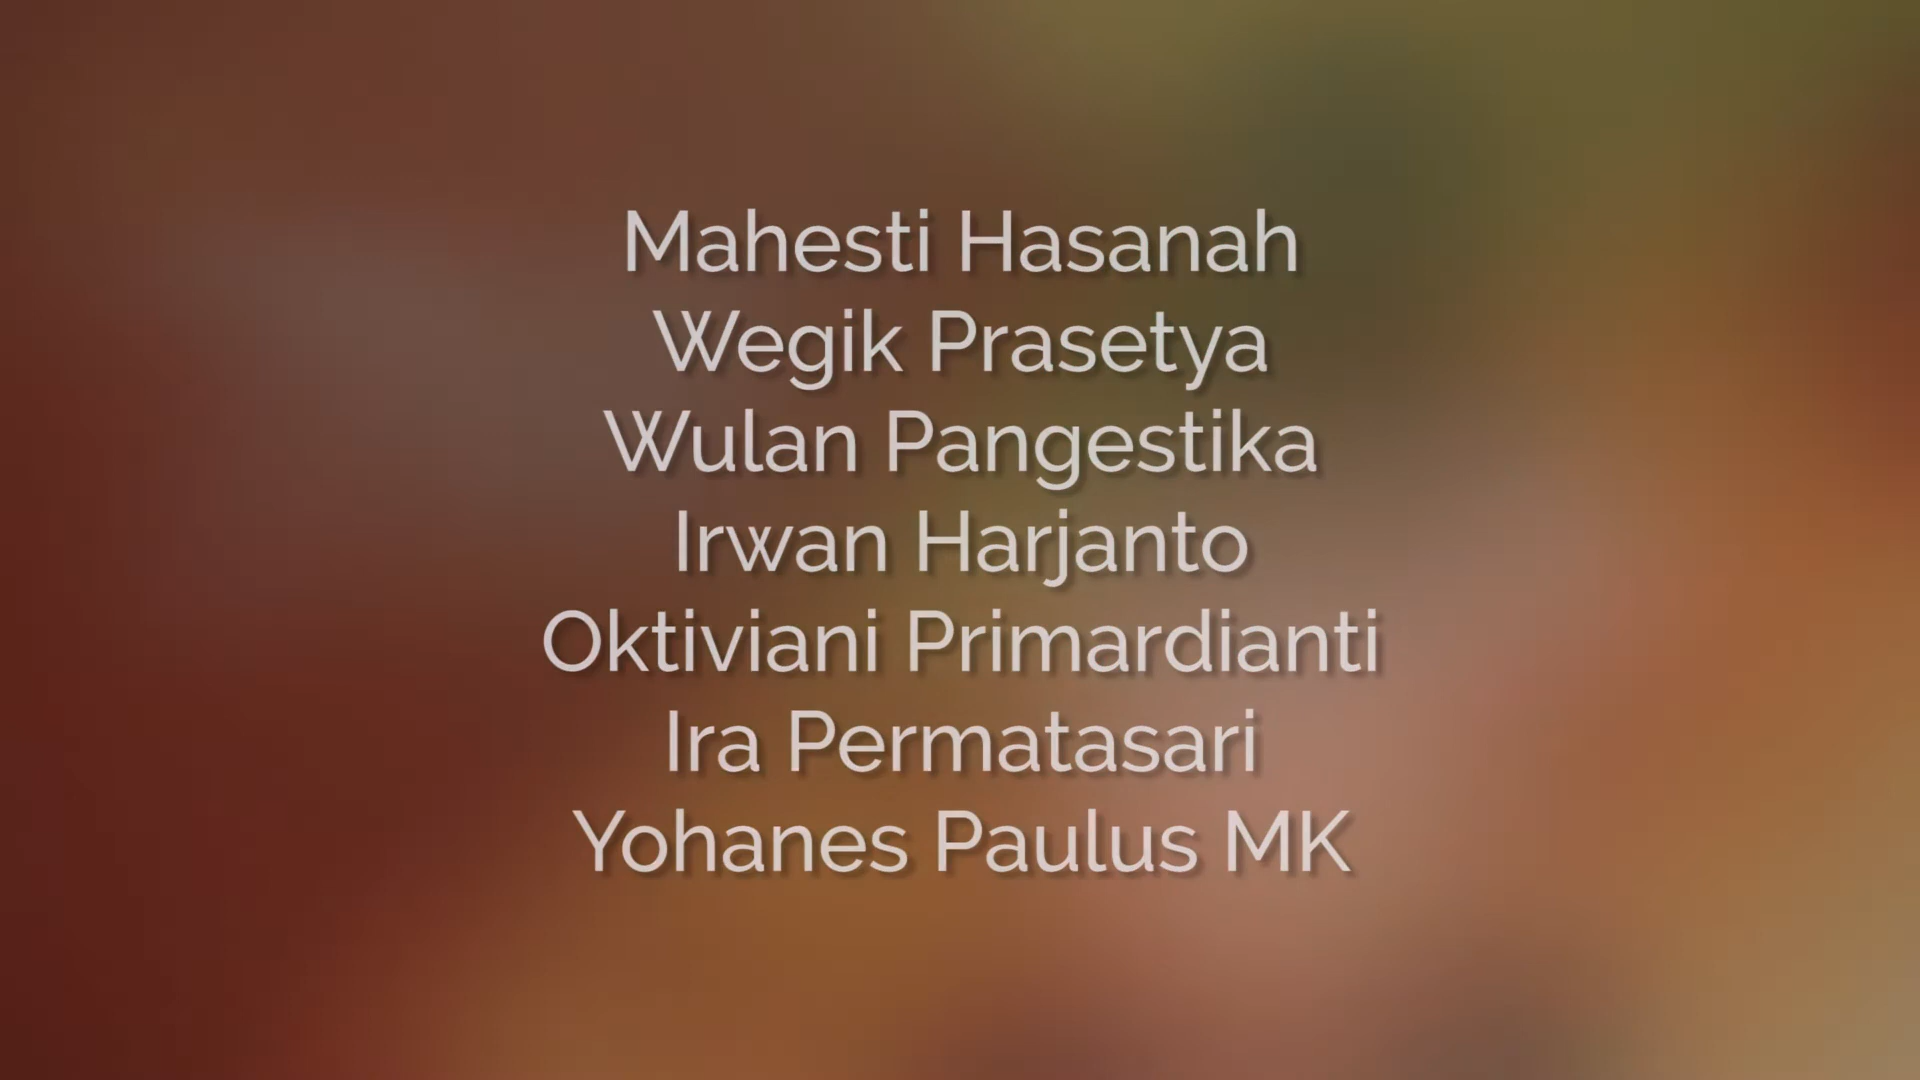 Mahesti Hasanah
Wegik Prasetya
Wulan Pangestika
Irwan Harjanto
Oktiviani Primardianti
Ira Permatasari
Yohanes Paulus MK